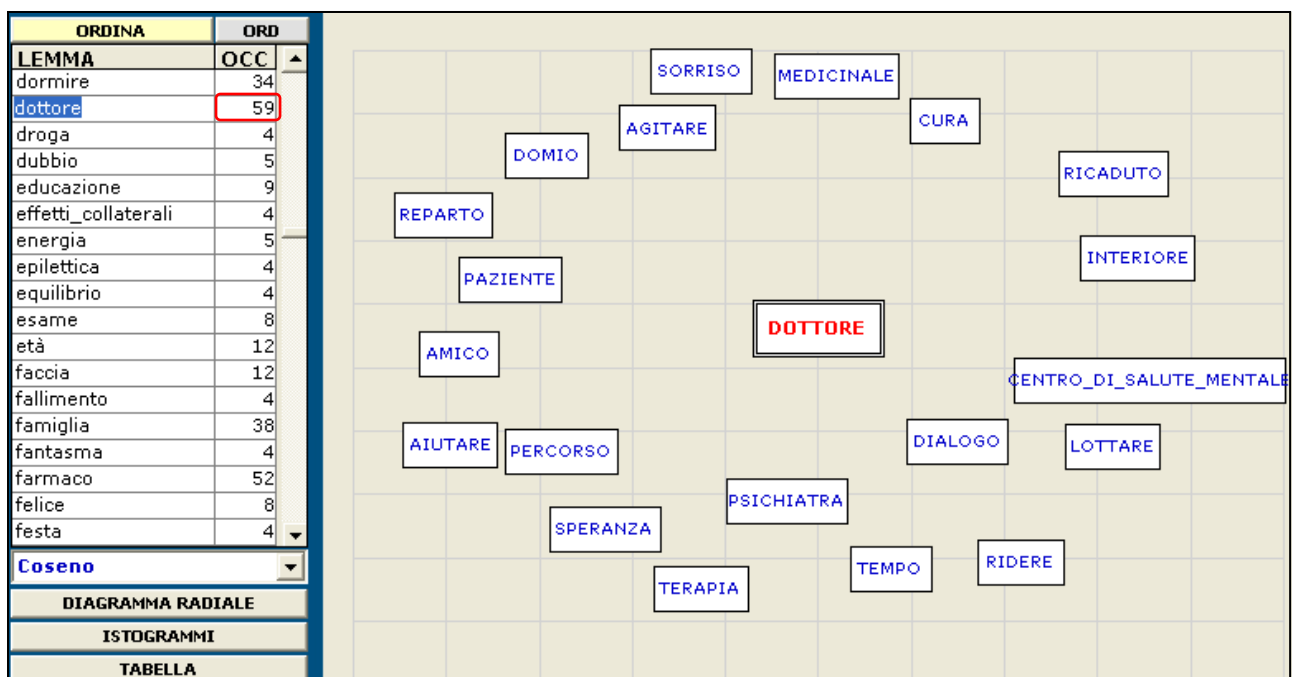 ORDINA ORD
LEMMA OCC
dormire 34
dottore 59
droga 4
dubbio 5
educazione 9
effetti_collaterali 4
energia 5
epilettica 4
equilibrio 4
esame 8
età 12
faccia 12
fallimento 4
famiglia 38
fantasma 4
farmaco 52
felice 8
festa 4
Coseno
DIAGRAMMA RADIALE
ISTOGRAMMI
TABELLA
SORRISO
MEDICINALE
AGITARE
CURA
DOMIO
RICADUTO
REPARTO
INTERIORE
PAZIENTE
DOTTORE
AMICO
CENTRO_DI_SALUTE_MENTALE
AIUTARE
PERCORSO
DIALOGO
LOTTARE
PSICHIATRA
SPERANZA
TEMPO
RIDERE
TERAPIA